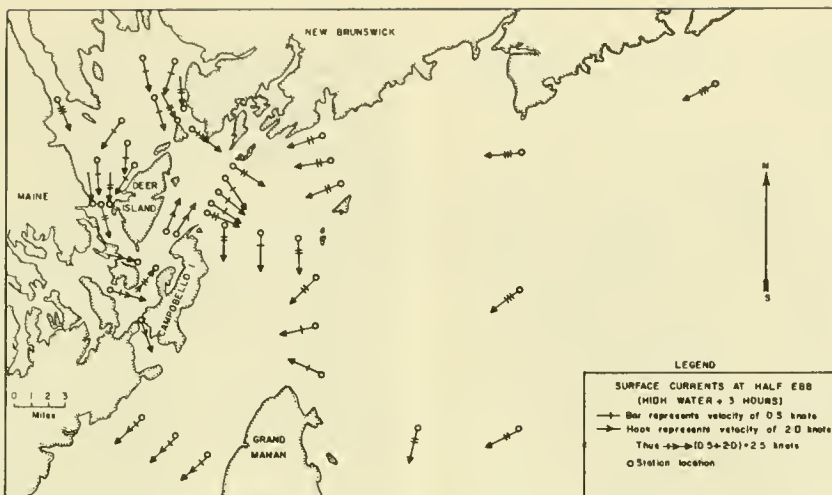 NEW BRUNSWICK
MAINE
DEER
ISLAND
CAMPOBELLO I
N
S
0 1 2 3
Miles
GRAND
MANAN
LEGEND
SURFACE CURRENTS AT HALF EBB
(HIGH WATER + 3 HOURS)
Bar represents velocity of 0.5 knots
Hook represents velocity of 2.0 knots
Thus (0.5+2.0)=2.5 knots
Station location